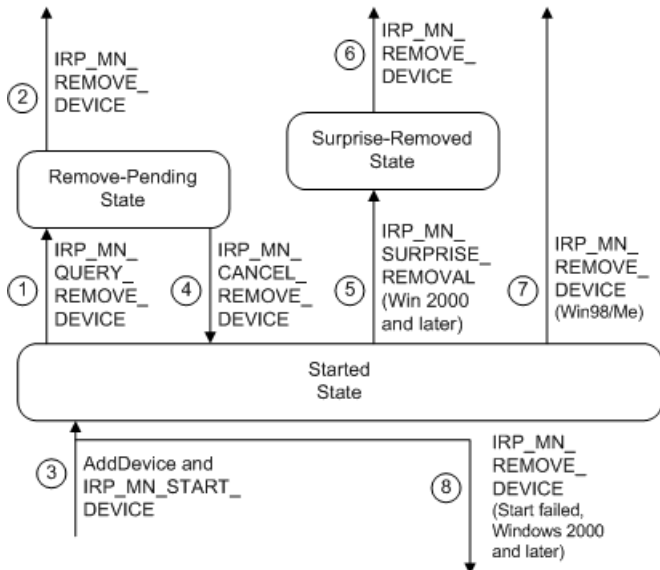 IRP_MN_
REMOVE_
DEVICE
2
IRP_MN_
REMOVE_
DEVICE
6
Remove-Pending
State
Surprise-Removed
State
1
IRP_MN_
QUERY_
REMOVE_
DEVICE
4
IRP_MN_
CANCEL_
REMOVE_
DEVICE
5
IRP_MN_
SURPRISE_
REMOVAL
(Win 2000
and later)
7
IRP_MN_
REMOVE_
DEVICE
(Win98/Me)
Started
State
3
AddDevice and
IRP_MN_START_
DEVICE
8
IRP_MN_
REMOVE_
DEVICE
(Start failed,
Windows 2000
and later)